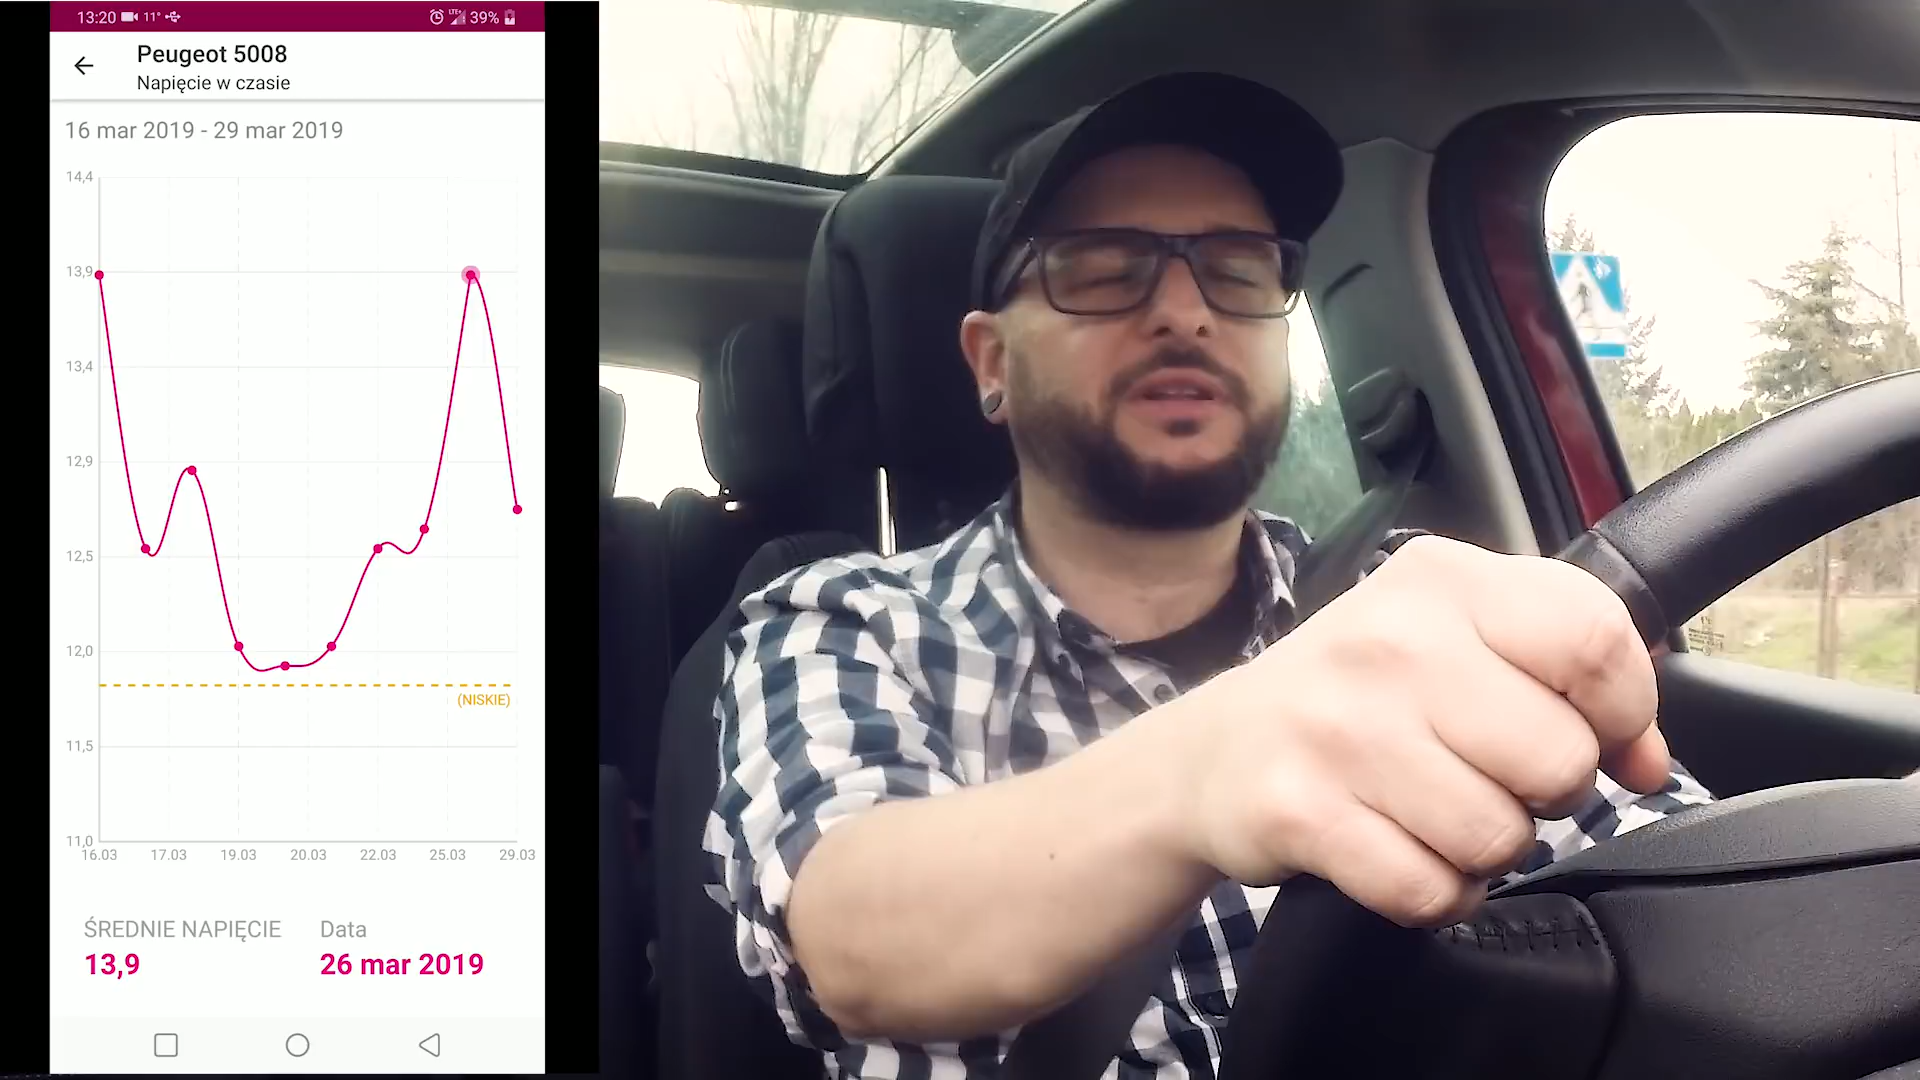 13:20 11° LTE+ 39%
Peugeot 5008
Napięcie w czasie
16 mar 2019 - 29 mar 2019
14,4
13,9
13,4
12,9
12,5
12,0
(NISKIE)
11,5
11,0
16.03 17.03 19.03 20.03 22.03 25.03 29.03
ŚREDNIE NAPIĘCIE Data
13,9 26 mar 2019